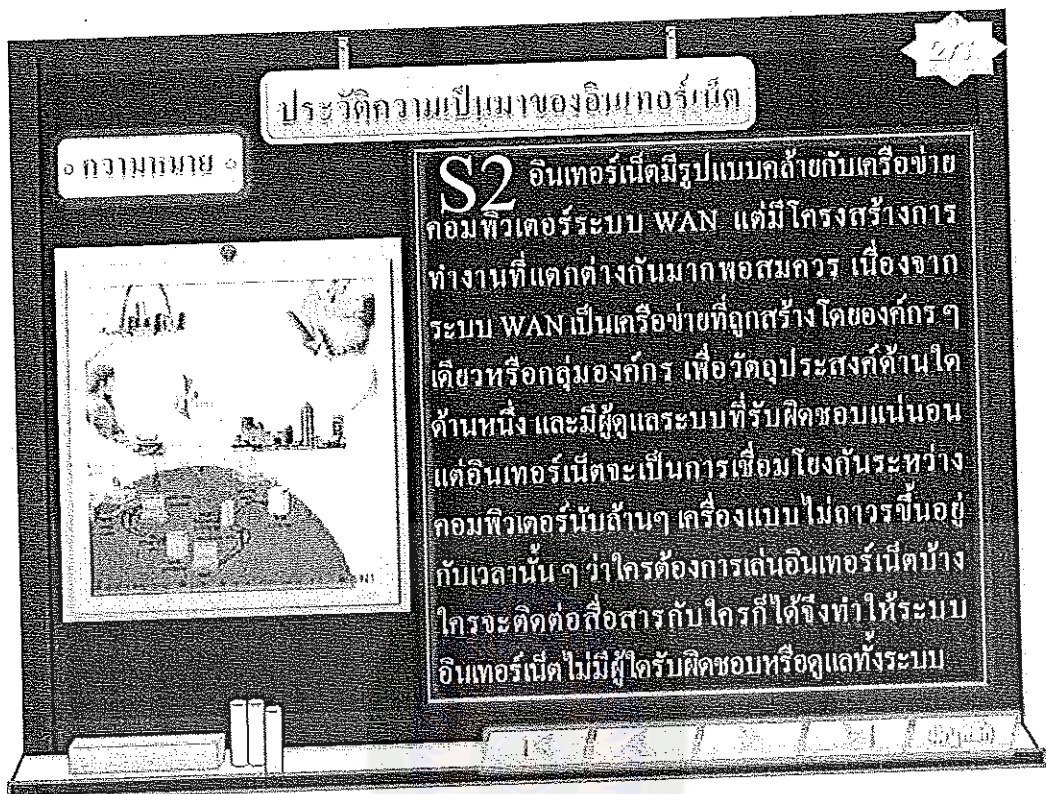 ประวัติความเป็นมาของอินเทอร์เน็ต
ความหมาย
S2 อินเทอร์เน็ตมีรูปแบบคล้ายกับเครือข่าย
คอมพิวเตอร์ระบบ WAN แต่มีโครงสร้างการ
ทำงานที่แตกต่างกันมากพอสมควร เนื่องจาก
ระบบ WAN เป็นเครือข่ายที่ถูกสร้างโดยองค์กร ๆ
เดียวหรือกลุ่มองค์กร เพื่อวัตถุประสงค์ด้านใด
ด้านหนึ่ง และมีผู้ดูแลระบบที่รับผิดชอบแน่นอน
แต่อินเทอร์เน็ตจะเป็นการเชื่อมโยงกันระหว่าง
คอมพิวเตอร์นับล้านๆ เครื่องแบบไม่ถาวรขึ้นอยู่
กับเวลานั้น ๆ ว่าใครต้องการเล่นอินเทอร์เน็ตบ้าง
ใครจะติดต่อสื่อสารกับใครก็ได้จึงทำให้ระบบ
อินเทอร์เน็ตไม่มีผู้ใดรับผิดชอบหรือดูแลทั้งระบบ